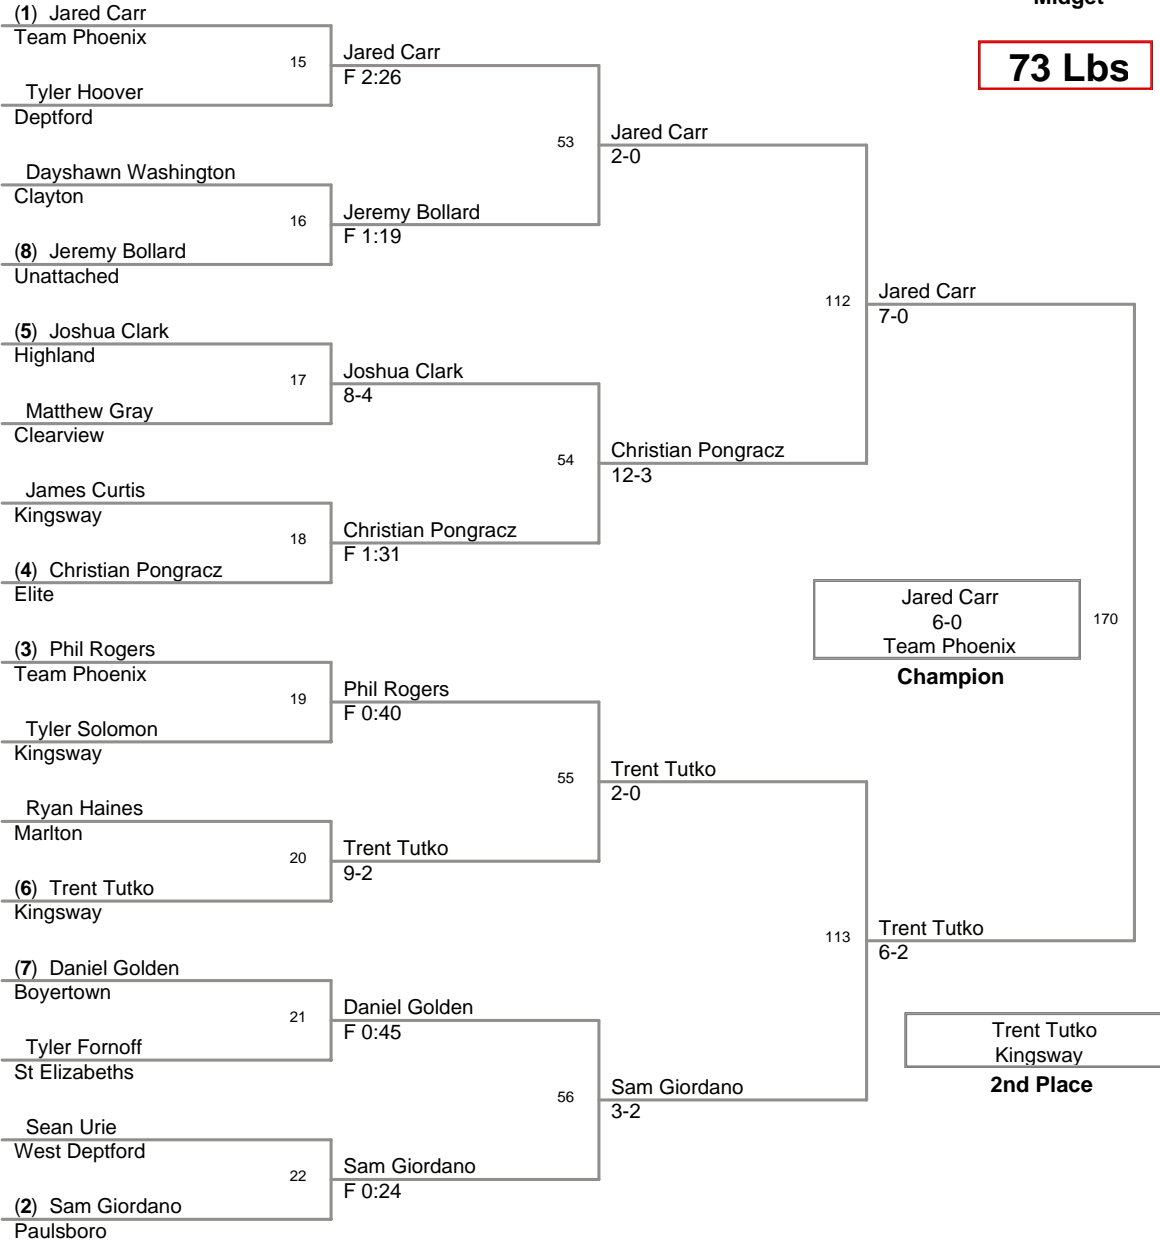 Midget
73 Lbs
(1) Jared Carr
Team Phoenix
15
Tyler Hoover
Deptford
Dayshawn Washington
Clayton
16
(8) Jeremy Bollard
Unattached
(5) Joshua Clark
Highland
17
Matthew Gray
Clearview
James Curtis
Kingsway
18
(4) Christian Pongracz
Elite
(3) Phil Rogers
Team Phoenix
19
Tyler Solomon
Kingsway
Ryan Haines
Marlton
20
(6) Trent Tutko
Kingsway
(7) Daniel Golden
Boyertown
21
Tyler Fornoff
St Elizabeths
Sean Urie
West Deptford
22
(2) Sam Giordano
Paulsboro
Jared Carr
F 2:26
53
Jeremy Bollard
F 1:19
Joshua Clark
8-4
54
Christian Pongracz
F 1:31
Phil Rogers
F 0:40
55
Trent Tutko
9-2
Daniel Golden
F 0:45
56
Sam Giordano
F 0:24
Jared Carr
2-0
112
Christian Pongracz
12-3
Trent Tutko
2-0
113
Sam Giordano
3-2
Jared Carr
7-0
170
Trent Tutko
6-2
Jared Carr
6-0
Team Phoenix
Champion
Trent Tutko
Kingsway
2nd Place